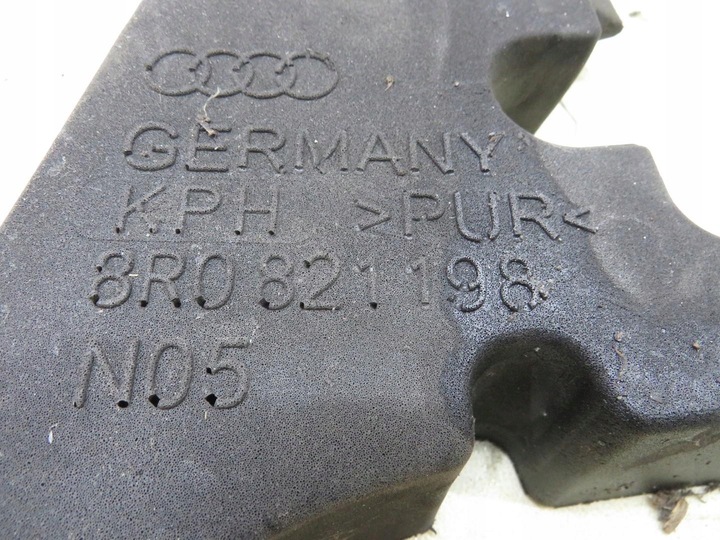 GERMANY
KPH >PUR<
8R0 821 198
N05